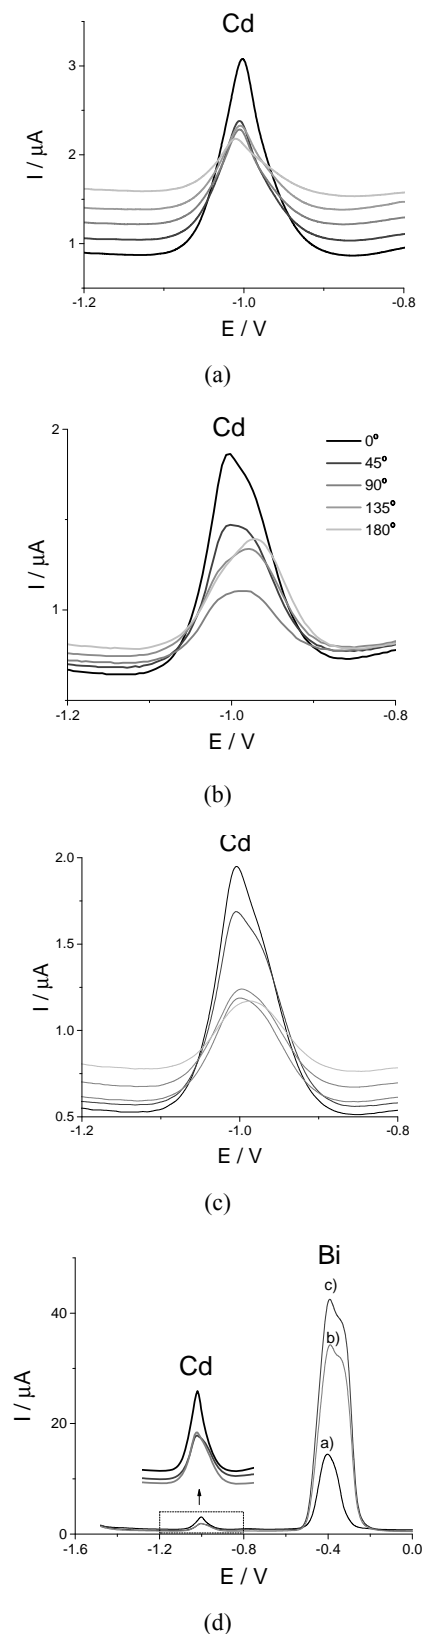 Cd
3
2
1
I / µA
-1.2
-1.0
-0.8
E / V
(a)
Cd
2
1
I / µA
0°
45°
90°
135°
180°
-1.2
-1.0
-0.8
E / V
(b)
Cd
2.0
1.5
1.0
0.5
I / µA
-1.2
-1.0
-0.8
E / V
(c)
Bi
c)
b)
a)
Cd
40
20
0
I / µA
-1.6
-1.2
-0.8
-0.4
0.0
E / V
(d)